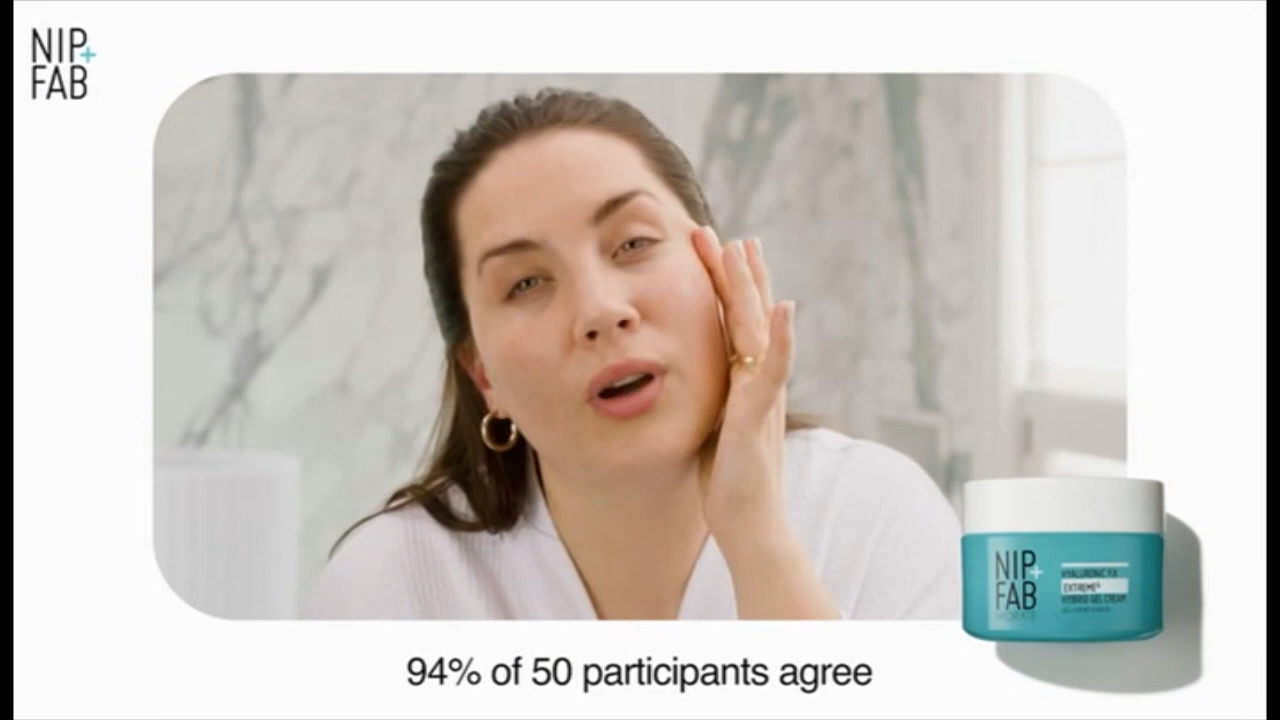 NIP+
FAB
NIP+
FAB
HYALURONIC FIX
EXTREME⁴
HYBRID GEL CREAM
94% of 50 participants agree